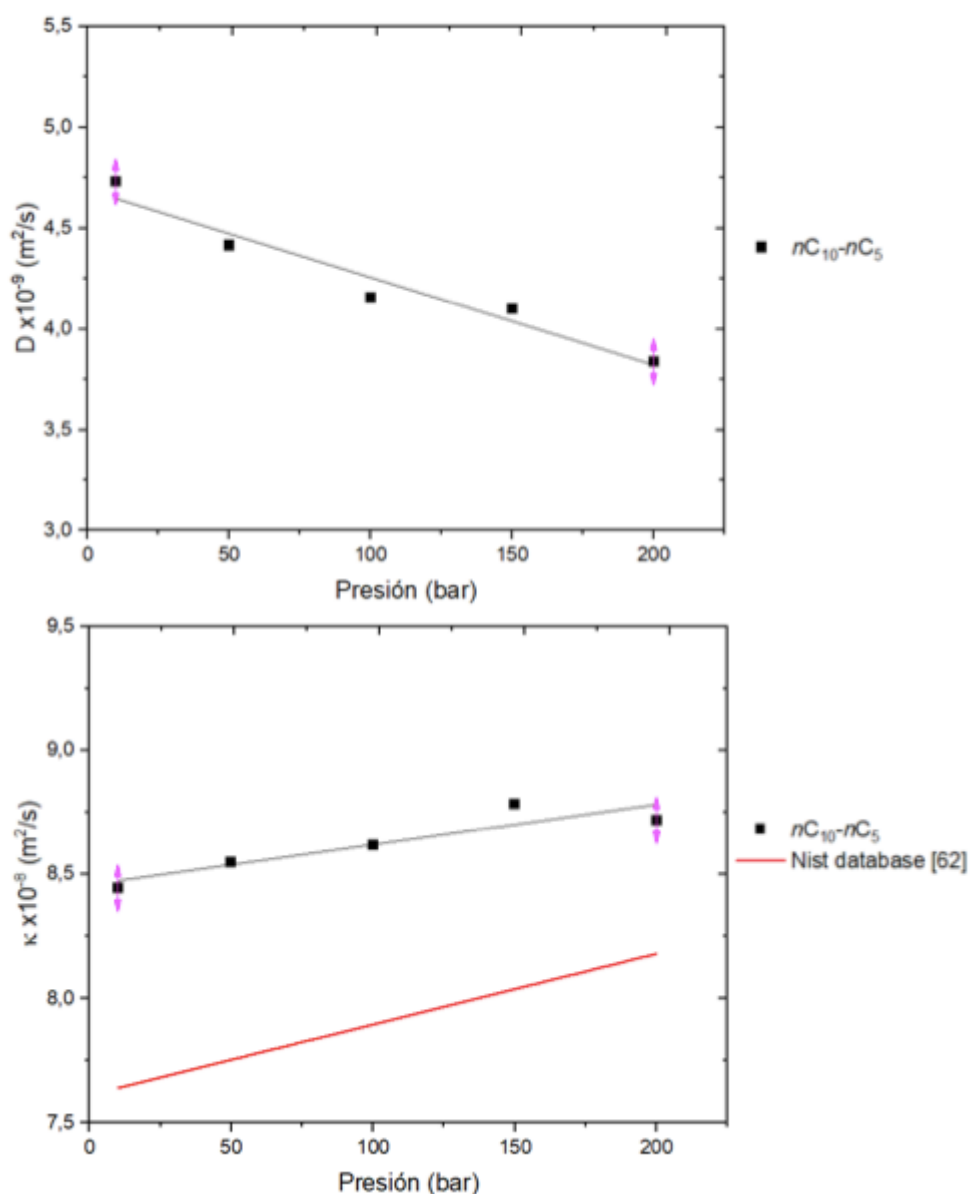 5,5
5,0
4,5
4,0
3,5
3,0
D x10⁻⁹ (m²/s)
0 50 100 150 200
Presión (bar)
nC₁₀-nC₅
9,5
9,0
8,5
8,0
7,5
κ x10⁻⁸ (m²/s)
0 50 100 150 200
Presión (bar)
nC₁₀-nC₅
Nist database [62]